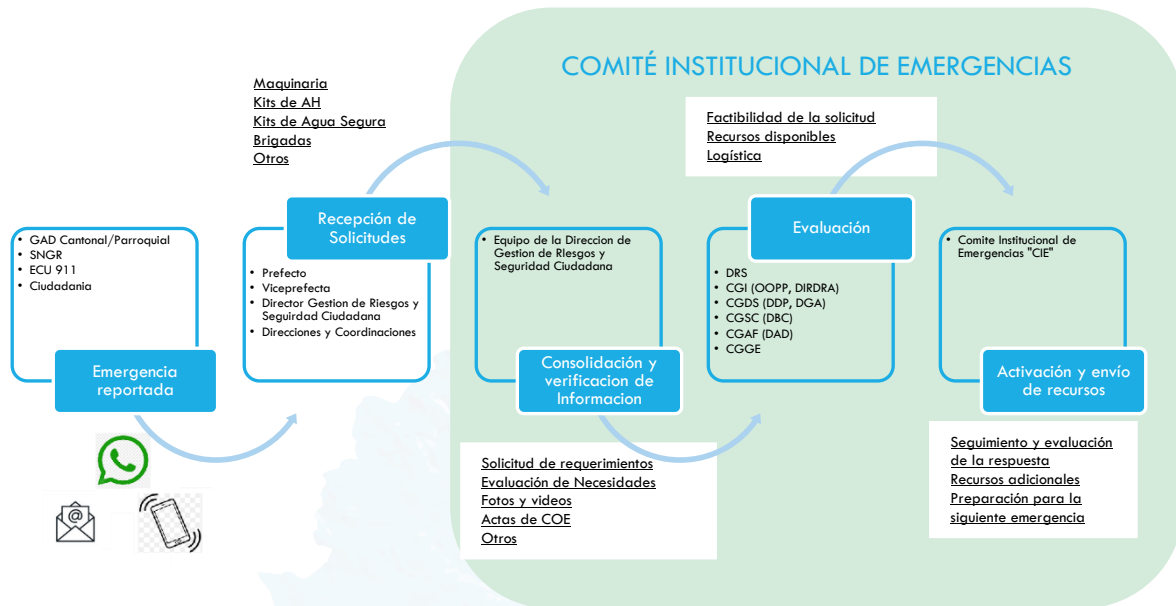 COMITÉ INSTITUCIONAL DE EMERGENCIAS
Maquinaria
Kits de AH
Kits de Agua Segura
Brigadas
Otros
Factibilidad de la solicitud
Recursos disponibles
Logística
• GAD Cantonal/Parroquial
• SNGR
• ECU 911
• Ciudadania
Emergencia
reportada
Recepción de
Solicitudes
• Prefecto
• Viceprefecta
• Director Gestion de Riesgos y
Seguirdad Ciudadana
• Direcciones y Coordinaciones
• Equipo de la Direccion de
Gestion de RIesgos y
Seguridad Ciudadana
Consolidación y
verificacion de
Informacion
Evaluación
• DRS
• CGI (OOPP, DIRDRA)
• CGDS (DDP, DGA)
• CGSC (DBC)
• CGAF (DAD)
• CGGE
• Comite Institucional de
Emergencias "CIE"
Activación y envío
de recursos
Solicitud de requerimientos
Evaluación de Necesidades
Fotos y videos
Actas de COE
Otros
Seguimiento y evaluación
de la respuesta
Recursos adicionales
Preparación para la
siguiente emergencia
@